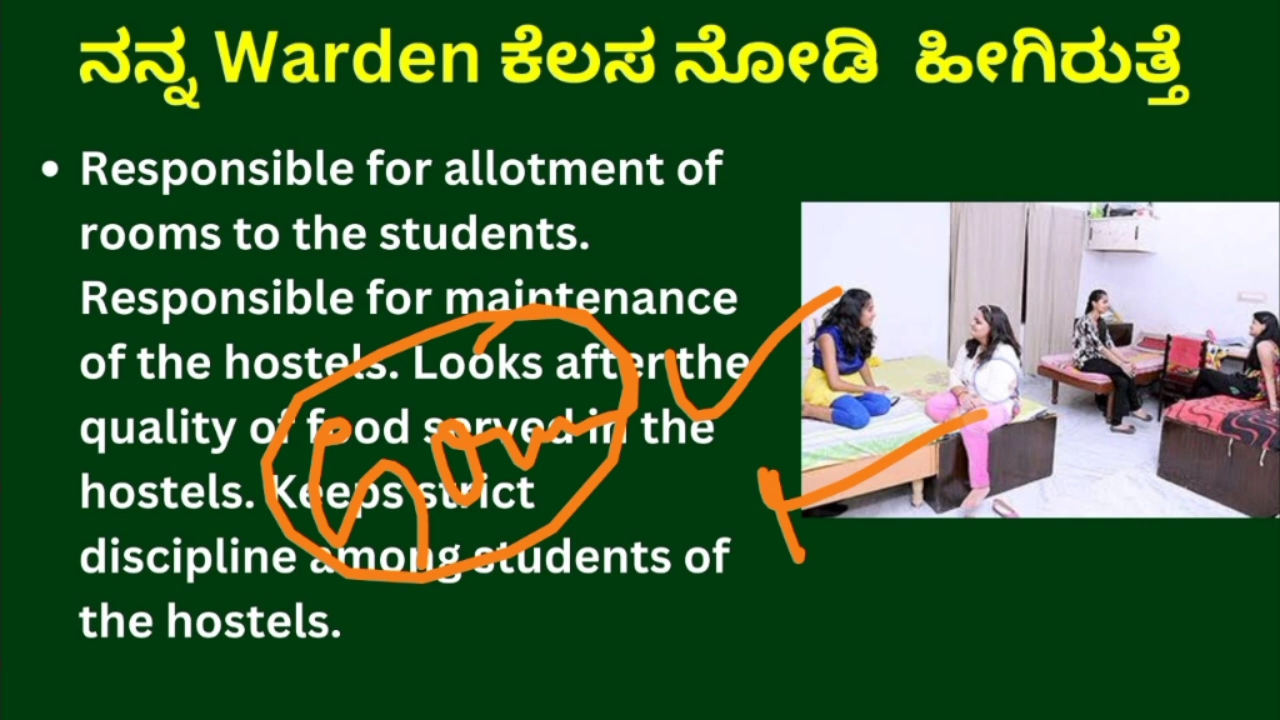 ನನ್ನ Warden ಕೆಲಸ ನೋಡಿ ಹೀಗಿರುತ್ತೆ
• Responsible for allotment of
rooms to the students.
Responsible for maintenance
of the hostels. Looks after the
quality of food served in the
hostels. Keeps strict
discipline among students of
the hostels.